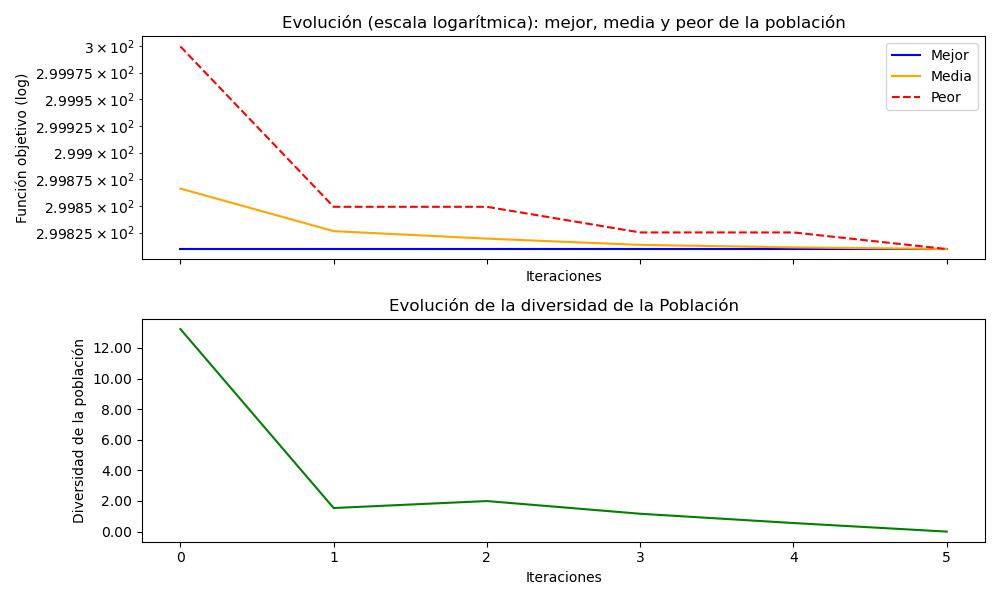 Evolución (escala logarítmica): mejor, media y peor de la población
Función objetivo (log)
3 × 10²
2.99975 × 10²
2.9995 × 10²
2.99925 × 10²
2.999 × 10²
2.99875 × 10²
2.9985 × 10²
2.99825 × 10²
Mejor
Media
Peor
Iteraciones
Evolución de la diversidad de la Población
Diversidad de la población
12.00
10.00
8.00
6.00
4.00
2.00
0.00
0 1 2 3 4 5
Iteraciones